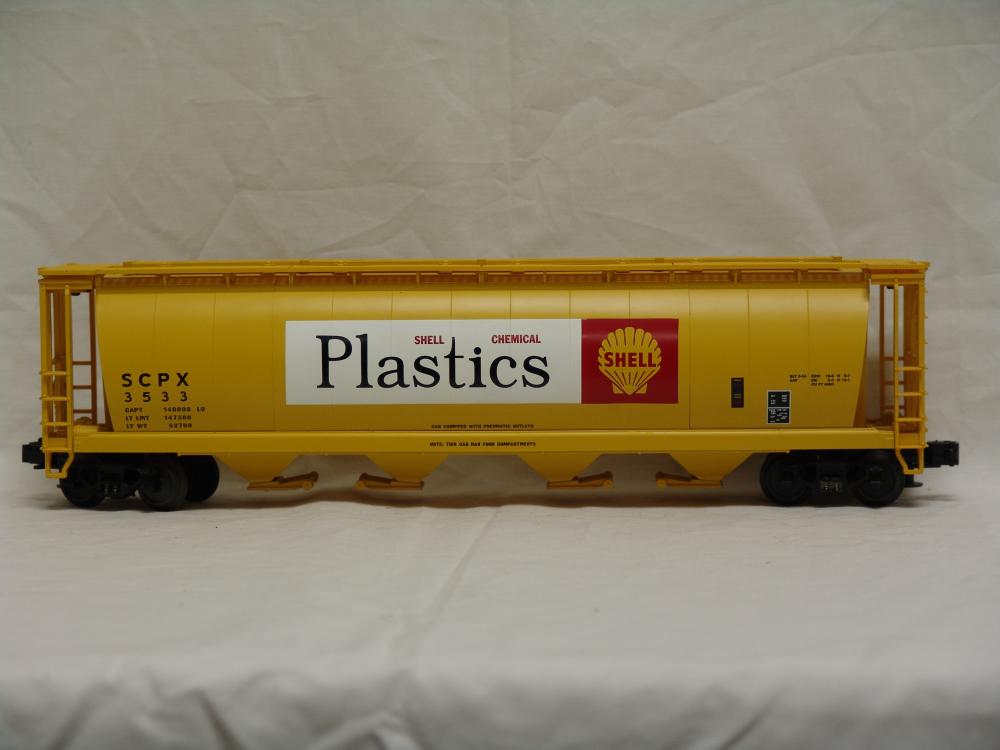 SHELL CHEMICAL
Plastics
SHELL
SCPX
3533
CAPY 140000 LB
LT LMT 147300
LT WT 92700
CAR EQUIPPED WITH PNEUMATIC OUTLETS
NOTE: THIS CAR HAS FOUR COMPARTMENTS